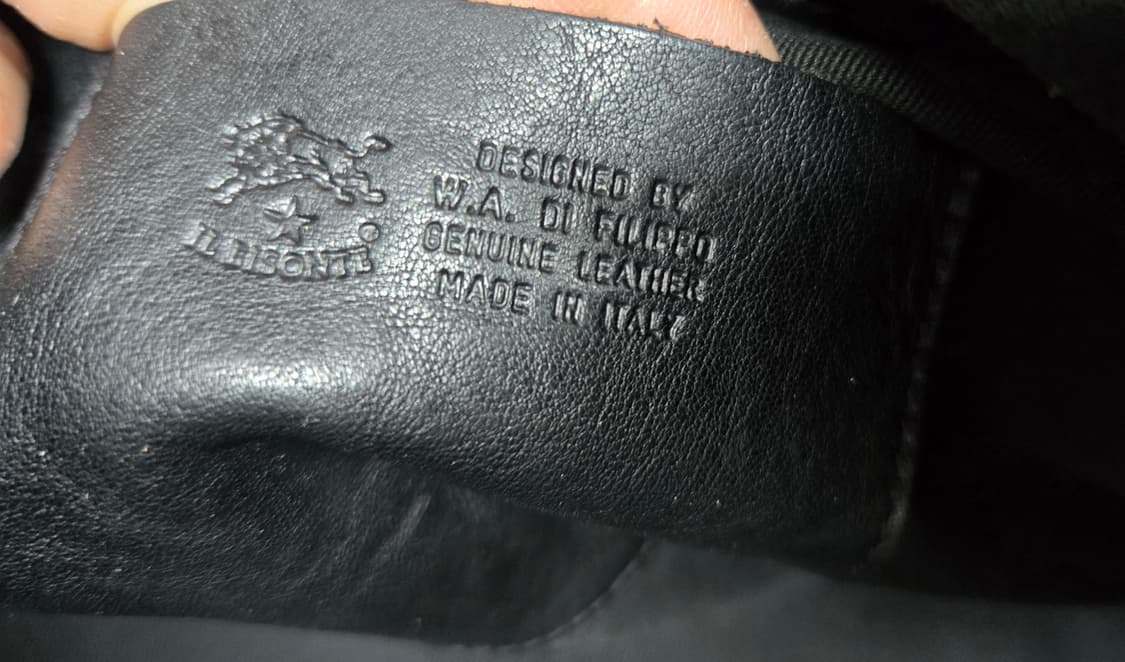 IL BISONTE
DESIGNED BY
W.A. DI FILIPPO
GENUINE LEATHER
MADE IN ITALY